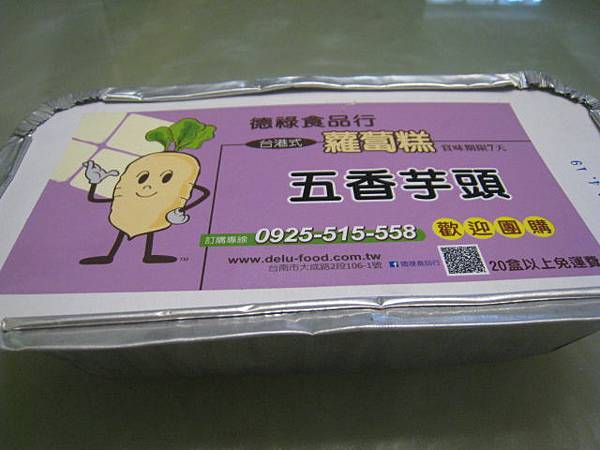 德祿食品行
台港式 蘿蔔糕 賞味期限7天
五香芋頭
訂購專線 0925-515-558 歡迎團購
www.delu-food.com.tw
台南市大成路2段106-1號 f 德祿食品行
20盒以上免運費
4.19
TM